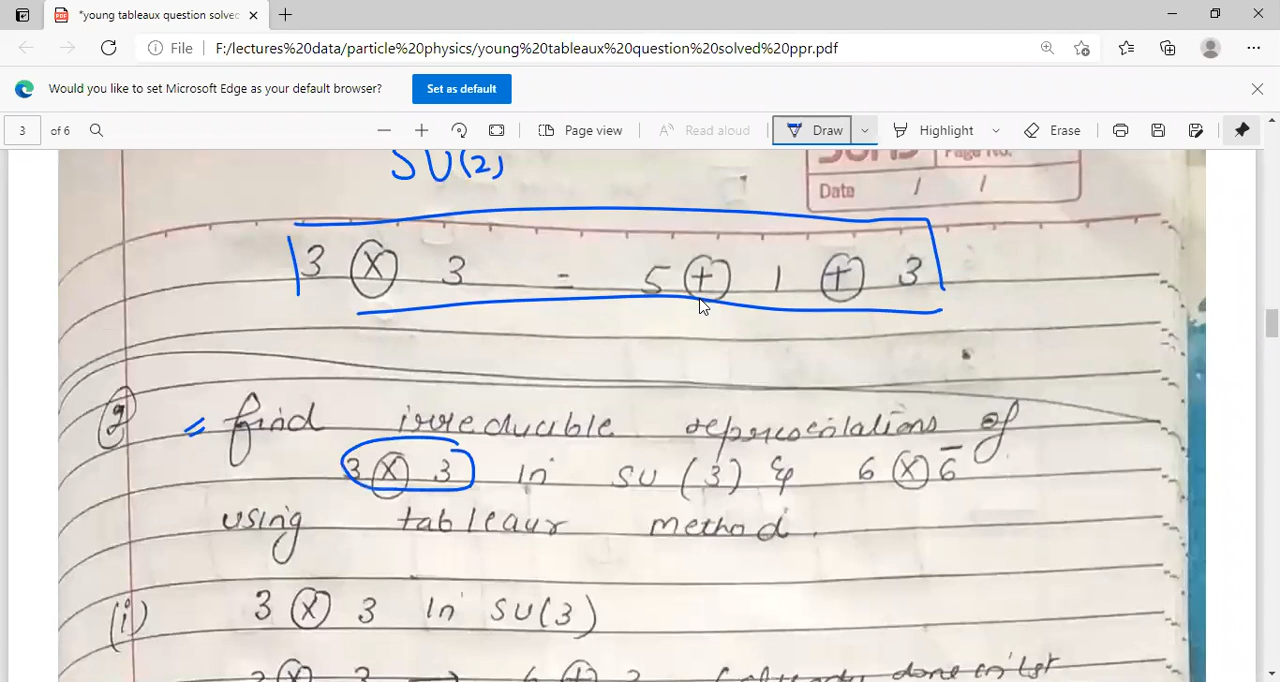 *young tableaux question solved
File
F:/lectures%20data/particle%20physics/young%20tableaux%20question%20solved%20ppr.pdf
Would you like to set Microsoft Edge as your default browser?
Set as default
3 of 6
Page view
Read aloud
Draw
Highlight
Erase
SU(2)
Page No.
Date / /
3 ⊗ 3 = 5 ⊕ 1 ⊕ 3
find irreducible representations of
3 ⊗ 3 in SU(3) & 6 ⊗ 6̅
using tableaux method.
(i) 3 ⊗ 3 in SU(3)